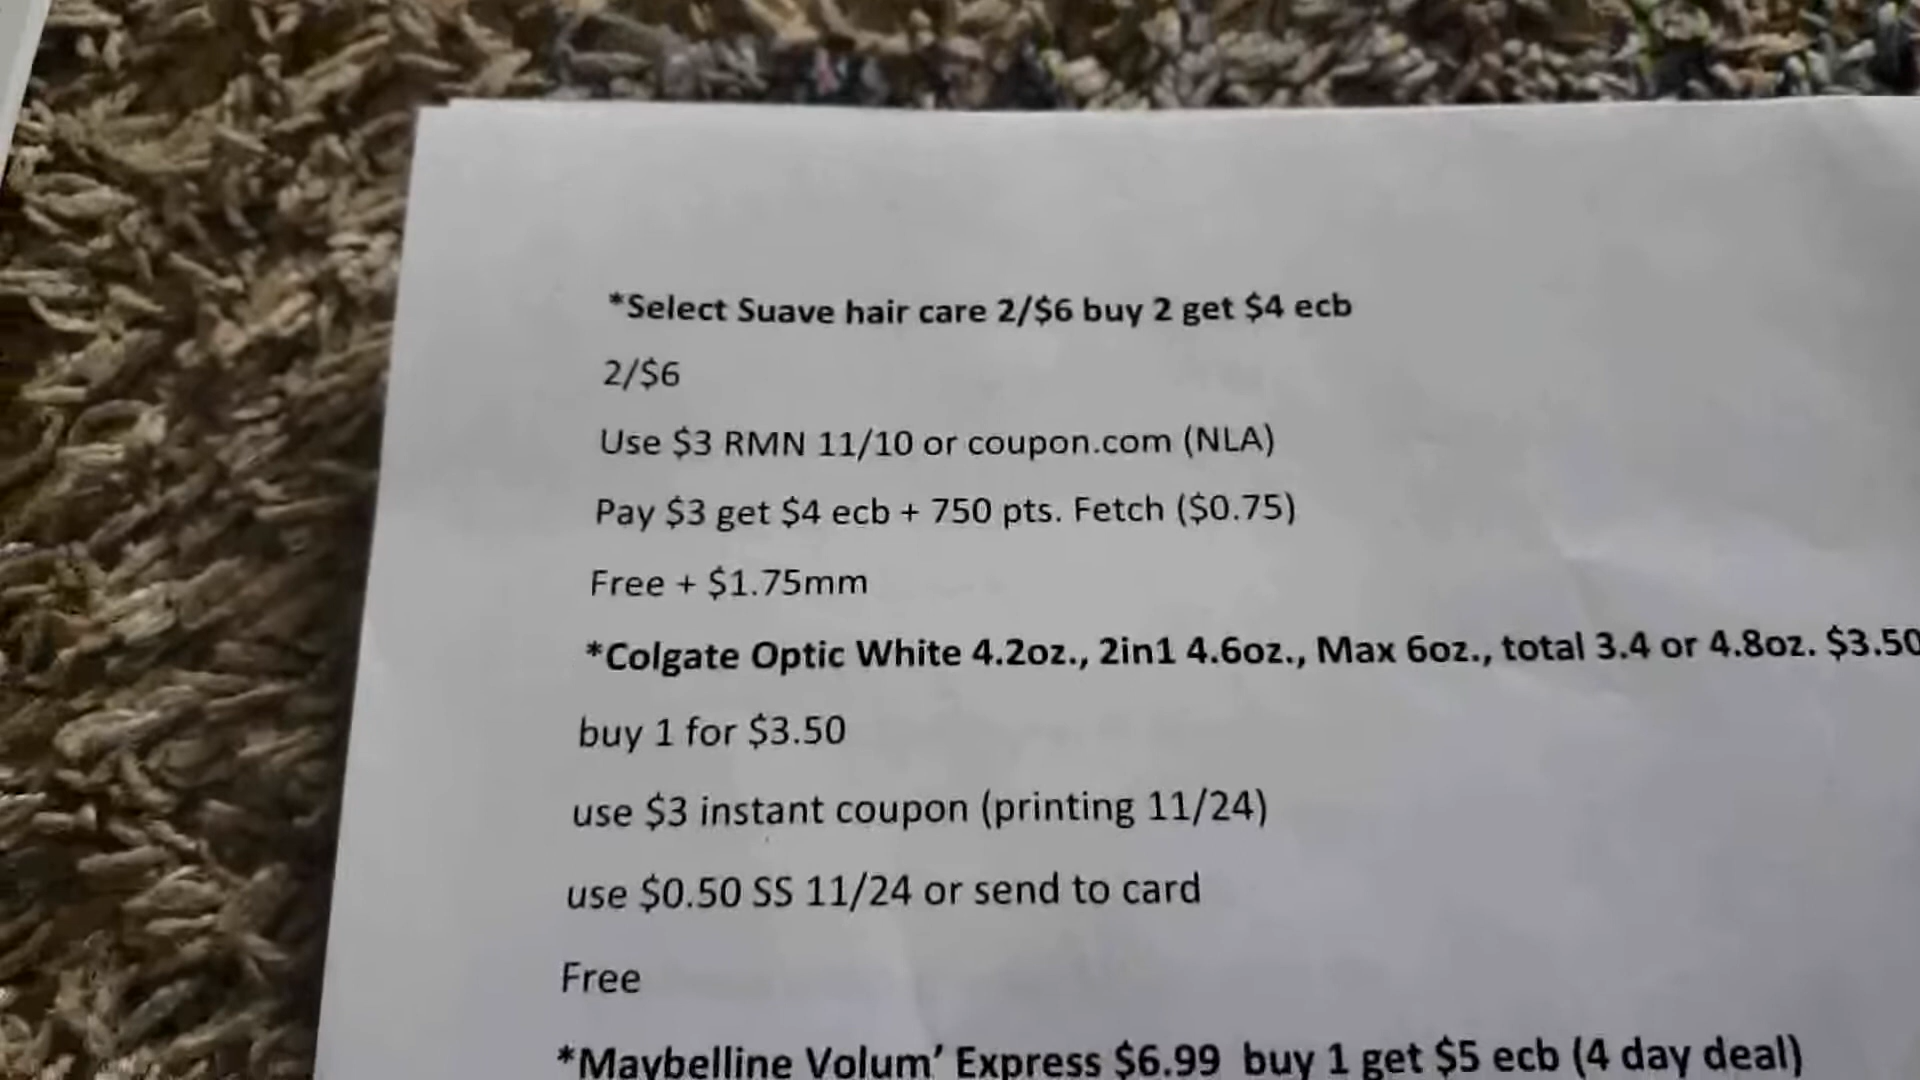 *Select Suave hair care 2/$6 buy 2 get $4 ecb
2/$6
Use $3 RMN 11/10 or coupon.com (NLA)
Pay $3 get $4 ecb + 750 pts. Fetch ($0.75)
Free + $1.75mm
*Colgate Optic White 4.2oz., 2in1 4.6oz., Max 6oz., total 3.4 or 4.8oz. $3.50
buy 1 for $3.50
use $3 instant coupon (printing 11/24)
use $0.50 SS 11/24 or send to card
Free
*Maybelline Volum' Express $6.99 buy 1 get $5 ecb (4 day deal)